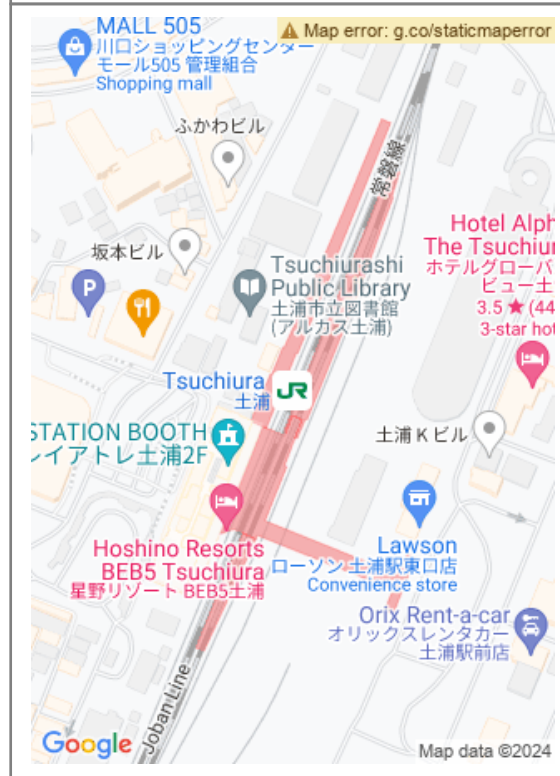 MALL 505
川口ショッピングセンター
モール505 管理組合
Shopping mall
Map error: g.co/staticmaperror
ふかわビル
常磐線
坂本ビル
P
Tsuchiurashi
Public Library
土浦市立図書館
(アルカス土浦)
Hotel Alph
The Tsuchiur
ホテルグローバ
ビュー土
3.5 ★ (44
3-star hot
Tsuchiura
土浦
JR
STATION BOOTH
レイアトレ土浦2F
土浦Kビル
Hoshino Resorts
BEB5 Tsuchiura
星野リゾート BEB5土浦
Lawson
ローソン 土浦駅東口店
Convenience store
Orix Rent-a-car
オリックスレンタカー
土浦駅前店
Joban Line
Google
Map data ©2024